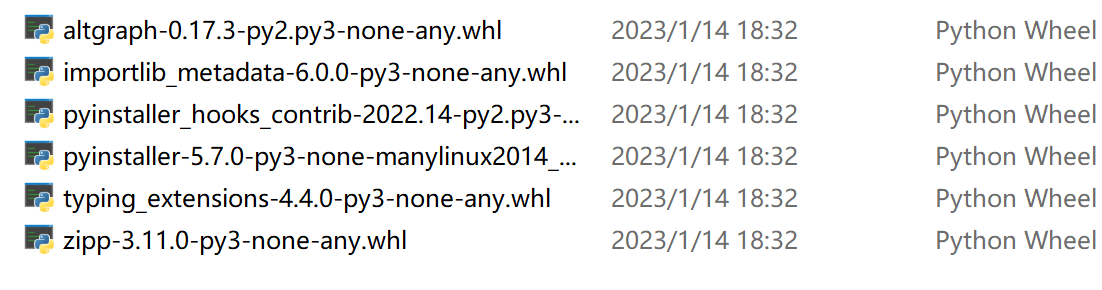 altgraph-0.17.3-py2.py3-none-any.whl 2023/1/14 18:32 Python Wheel
importlib_metadata-6.0.0-py3-none-any.whl 2023/1/14 18:32 Python Wheel
pyinstaller_hooks_contrib-2022.14-py2.py3-... 2023/1/14 18:32 Python Wheel
pyinstaller-5.7.0-py3-none-manylinux2014_... 2023/1/14 18:32 Python Wheel
typing_extensions-4.4.0-py3-none-any.whl 2023/1/14 18:32 Python Wheel
zipp-3.11.0-py3-none-any.whl 2023/1/14 18:32 Python Wheel